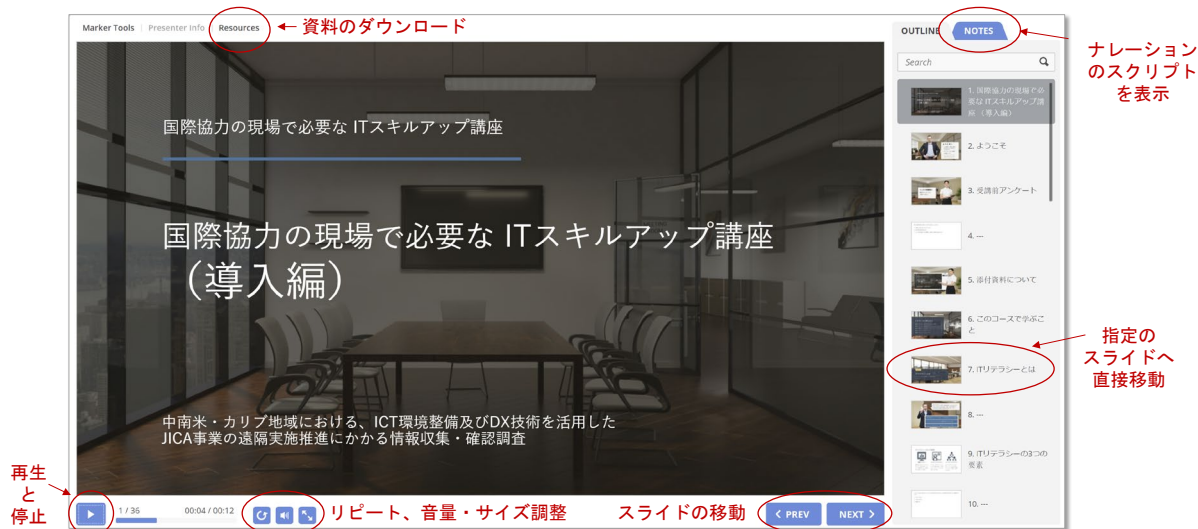 Marker Tools | Presenter Info | Resources
資料のダウンロード
国際協力の現場で必要な ITスキルアップ講座
国際協力の現場で必要な ITスキルアップ講座
（導入編）
中南米・カリブ地域における、ICT環境整備及びDX技術を活用した
JICA事業の遠隔実施推進にかかる情報収集・確認調査
OUTLINE
NOTES
ナレーション
のスクリプト
を表示
Search
1. 国際協力の現場で必
要な ITスキルアップ講
座 （導入編）
2. ようこそ
3. 受講前アンケート
4. ---
5. 添付資料について
6. このコースで学ぶこ
と
7. ITリテラシーとは
指定の
スライドへ
直接移動
8. ---
9. ITリテラシーの3つの
要素
10. ---
再生
と
停止
1 / 36
00:04 / 00:12
リピート、音量・サイズ調整
スライドの移動
PREV
NEXT